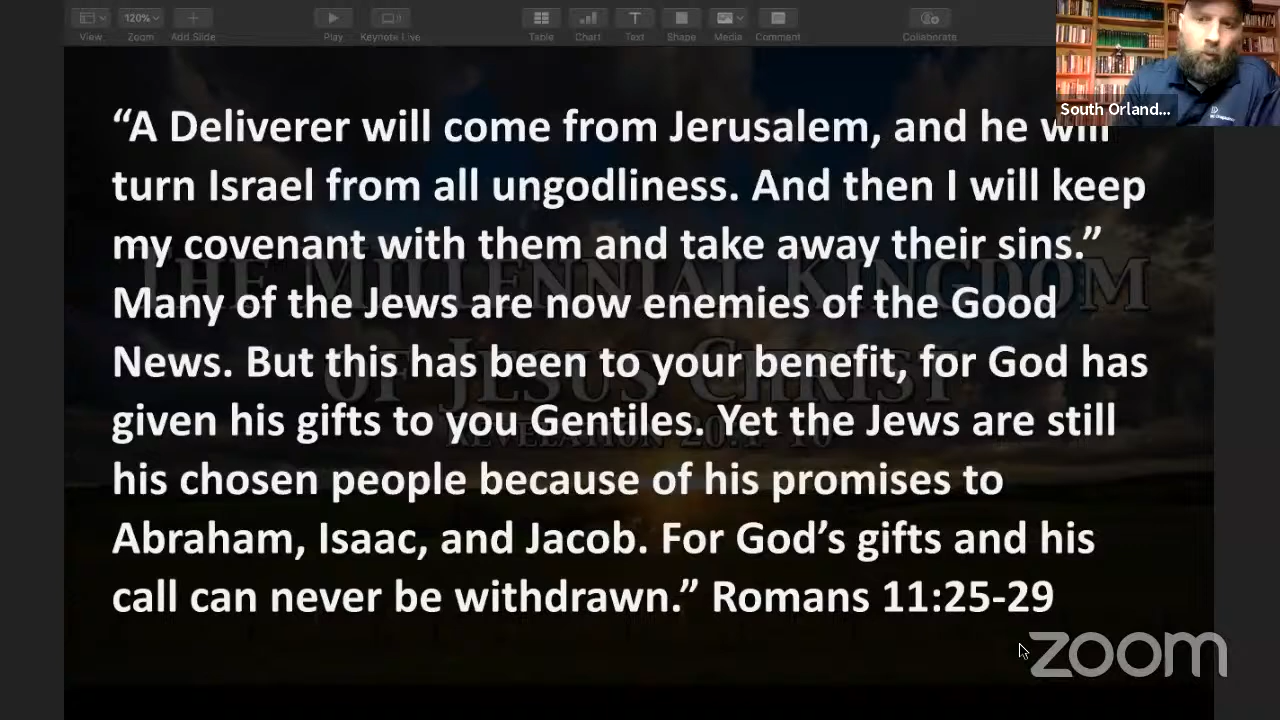 120%
View
Zoom
Add Slide
Play
Keynote Live
Table
Chart
Text
Shape
Media
Comment
Collaborate
South Orland...
“A Deliverer will come from Jerusalem, and he will
turn Israel from all ungodliness. And then I will keep
my covenant with them and take away their sins.”
Many of the Jews are now enemies of the Good
News. But this has been to your benefit, for God has
given his gifts to you Gentiles. Yet the Jews are still
his chosen people because of his promises to
Abraham, Isaac, and Jacob. For God’s gifts and his
call can never be withdrawn.” Romans 11:25-29
THE MILLENNIAL KINGDOM
OF JESUS CHRIST
zoom